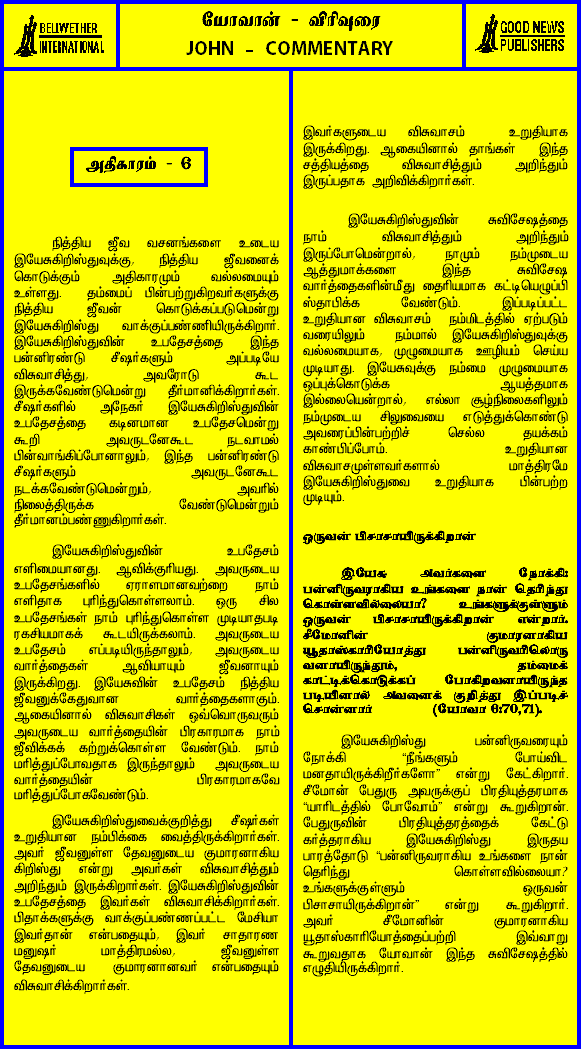 BELWETHER
INTERNATIONAL
யோவான் - விரிவுரை
JOHN - COMMENTARY
GOOD NEWS
PUBLISHERS
அதிகாரம் - 6
நித்திய ஜீவ வசனங்களை உடைய
இயேசுகிறிஸ்துவுக்கு, நித்திய ஜீவனைக்
கொடுக்கும் அதிகாரமும் வல்லமையும்
உள்ளது. தம்மைப் பின்பற்றுகிறவர்களுக்கு
நித்திய ஜீவன் கொடுக்கப்படுமென்று
இயேசுகிறிஸ்து வாக்குப்பண்ணியிருக்கிறார்.
இயேசுகிறிஸ்துவின் உபதேசத்தை இந்த
பன்னிரண்டு சீஷர்களும் அப்படியே
விசுவாசித்து, அவரோடு கூட
இருக்கவேண்டுமென்று தீர்மானிக்கிறார்கள்.
சீஷர்களில் அநேகர் இயேசுகிறிஸ்துவின்
உபதேசத்தை கடினமான உபதேசமென்று
கூறி அவருடனேகூட நடவாமல்
பின்வாங்கிப்போனாலும், இந்த பன்னிரண்டு
சீஷர்களும் அவருடனேகூட
நடக்கவேண்டுமென்றும், அவரில்
நிலைத்திருக்க வேண்டுமென்றும்
தீர்மானம்பண்ணுகிறார்கள்.
இயேசுகிறிஸ்துவின் உபதேசம்
எளிமையானது. ஆவிக்குரியது. அவருடைய
உபதேசங்களில் ஏராளமானவற்றை நாம்
எளிதாக புரிந்துகொள்ளலாம். ஒரு சில
உபதேசங்கள் நாம் புரிந்துகொள்ள முடியாதபடி
ரகசியமாகக் கூடயிருக்கலாம். அவருடைய
உபதேசம் எப்படியிருந்தாலும், அவருடைய
வார்த்தைகள் ஆவியாயும் ஜீவனாயும்
இருக்கிறது. இயேசுவின் உபதேசம் நித்திய
ஜீவனுக்கேதுவான வார்த்தைகளாகும்.
ஆகையினால் விசுவாசிகள் ஒவ்வொருவரும்
அவருடைய வார்த்தையின் பிரகாரமாக நாம்
ஜீவிக்கக் கற்றுக்கொள்ள வேண்டும். நாம்
மரித்துப்போவதாக இருந்தாலும் அவருடைய
வார்த்தையின் பிரகாரமாகவே
மரித்துப்போகவேண்டும்.
இயேசுகிறிஸ்துவைக்குறித்து சீஷர்கள்
உறுதியான நம்பிக்கை வைத்திருக்கிறார்கள்.
அவர் ஜீவனுள்ள தேவனுடைய குமாரனாகிய
கிறிஸ்து என்று அவர்கள் விசுவாசித்தும்
அறிந்தும் இருக்கிறார்கள். இயேசுகிறிஸ்துவின்
உபதேசத்தை இவர்கள் விசுவாசிக்கிறார்கள்.
பிதாக்களுக்கு வாக்குப்பண்ணப்பட்ட மேசியா
இவர்தான் என்பதையும், இவர் சாதாரண
மனுஷர் மாத்திரமல்ல, ஜீவனுள்ள
தேவனுடைய குமாரனானவர் என்பதையும்
விசுவாசிக்கிறார்கள்.
இவர்களுடைய விசுவாசம் உறுதியாக
இருக்கிறது. ஆகையினால் தாங்கள் இந்த
சத்தியத்தை விசுவாசித்தும் அறிந்தும்
இருப்பதாக அறிவிக்கிறார்கள்.
இயேசுகிறிஸ்துவின் சுவிசேஷத்தை
நாம் விசுவாசித்தும் அறிந்தும்
இருப்போமென்றால், நாமும் நம்முடைய
ஆத்துமாக்களை இந்த சுவிசேஷ
வார்த்தைகளின்மீது தைரியமாக கட்டியெழுப்பி
ஸ்தாபிக்க வேண்டும். இப்படிப்பட்ட
உறுதியான விசுவாசம் நம்மிடத்தில் ஏற்படும்
வரையிலும் நம்மால் இயேசுகிறிஸ்துவுக்கு
வல்லமையாக, முழுமையாக ஊழியம் செய்ய
முடியாது. இயேசுவுக்கு நம்மை முழுமையாக
ஒப்புக்கொடுக்க ஆயத்தமாக
இல்லையென்றால், எல்லா சூழ்நிலைகளிலும்
நம்முடைய சிலுவையை எடுத்துக்கொண்டு
அவரைப்பின்பற்றிச் செல்ல தயக்கம்
காண்பிப்போம். உறுதியான
விசுவாசமுள்ளவர்களால் மாத்திரமே
இயேசுகிறிஸ்துவை உறுதியாக பின்பற்ற
முடியும்.
ஒருவன் பிசாசாயிருக்கிறான்
இயேசு அவர்களை நோக்கி:
பன்னிருவராகிய உங்களை நான் தெரிந்து
கொள்ளவில்லையா? உங்களுக்குள்ளும்
ஒருவன் பிசாசாயிருக்கிறான் என்றார்.
சீமோனின் குமாரனாகிய
யூதாஸ்காரியோத்து பன்னிருவரிலொரு
வனாயிருந்தும், தம்மைக்
காட்டிக்கொடுக்கப் போகிறவனாயிருந்த
படியினால் அவனைக் குறித்து இப்படிச்
சொன்னார் (யோவா 6:70,71).
இயேசுகிறிஸ்து பன்னிருவரையும்
நோக்கி "நீங்களும் போய்விட
மனதாயிருக்கிறீர்களோ" என்று கேட்கிறார்.
சீமோன் பேதுரு அவருக்குப் பிரதியுத்தரமாக
"யாரிடத்தில் போவோம்" என்று கூறுகிறான்.
பேதுருவின் பிரதியுத்தரத்தைக் கேட்டு
கர்த்தராகிய இயேசுகிறிஸ்து இருதய
பாரத்தோடு "பன்னிருவராகிய உங்களை நான்
தெரிந்து கொள்ளவில்லையா?
உங்களுக்குள்ளும் ஒருவன்
பிசாசாயிருக்கிறான்" என்று கூறுகிறார்.
அவர் சீமோனின் குமாரனாகிய
யூதாஸ்காரியோத்தைப்பற்றி இவ்வாறு
கூறுவதாக யோவான் இந்த சுவிசேஷத்தில்
எழுதியிருக்கிறார்.